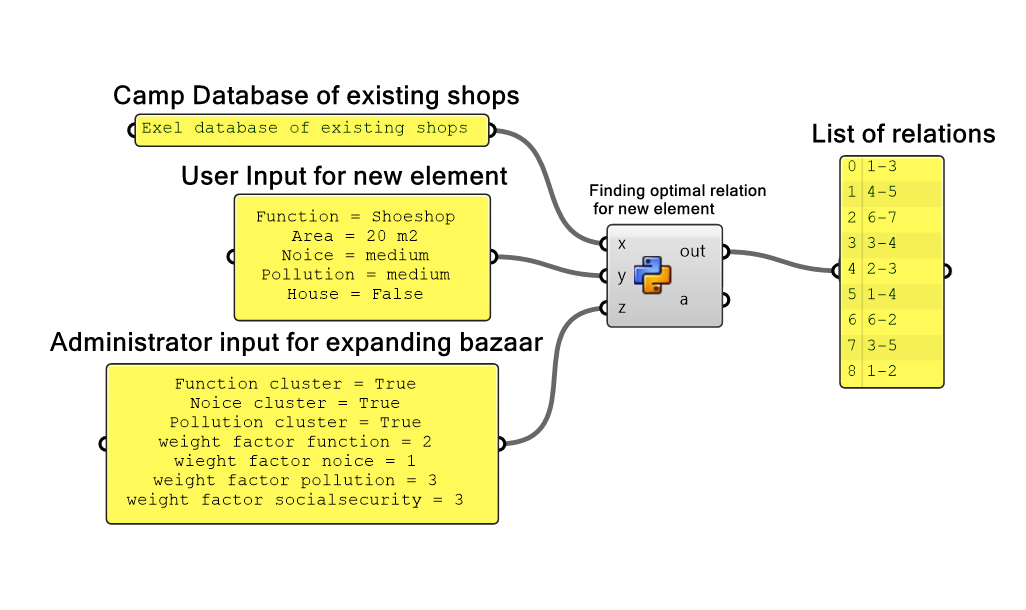 Camp Database of existing shops
Exel database of existing shops
User Input for new element
Function = Shoeshop
Area = 20 m2
Noice = medium
Pollution = medium
House = False
Administrator input for expanding bazaar
Function cluster = True
Noice cluster = True
Pollution cluster = True
weight factor function = 2
wieght factor noice = 1
weight factor pollution = 3
weight factor socialsecurity = 3
Finding optimal relation
for new element
x
y
z
out
a
List of relations
0 1-3
1 4-5
2 6-7
3 3-4
4 2-3
5 1-4
6 6-2
7 3-5
8 1-2